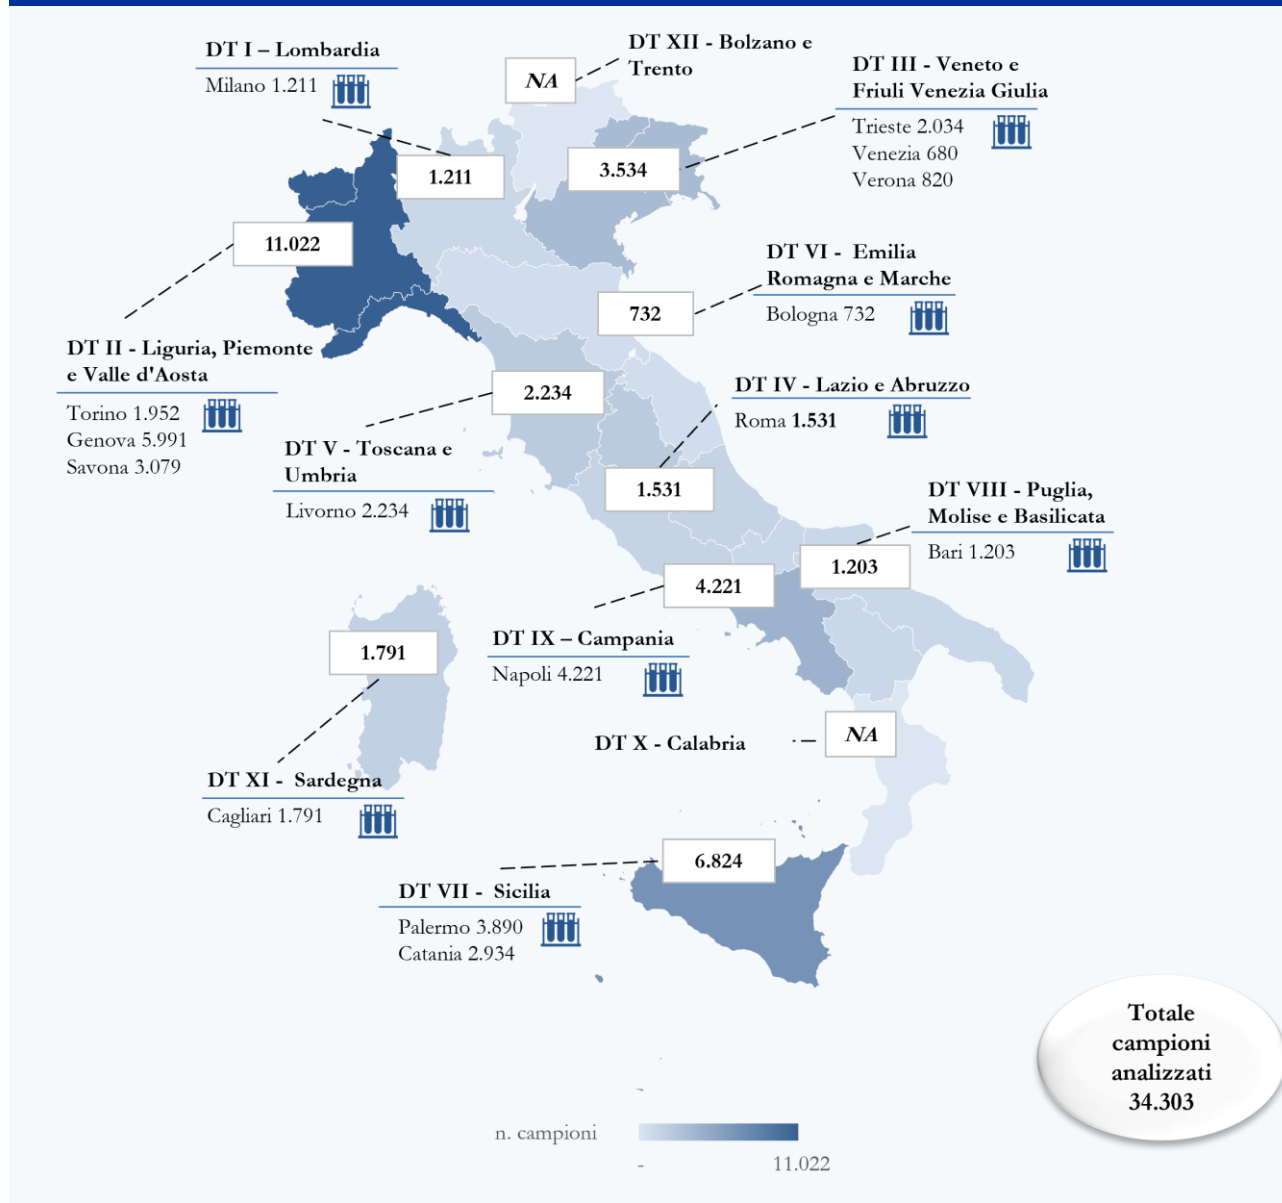 DT I – Lombardia
Milano 1.211
DT XII - Bolzano e
Trento
NA
DT III - Veneto e
Friuli Venezia Giulia
Trieste 2.034
Venezia 680
Verona 820
1.211
3.534
11.022
DT VI - Emilia
Romagna e Marche
Bologna 732
732
DT II - Liguria, Piemonte
e Valle d'Aosta
Torino 1.952
Genova 5.991
Savona 3.079
2.234
DT V - Toscana e
Umbria
Livorno 2.234
DT IV - Lazio e Abruzzo
Roma 1.531
1.531
DT VIII - Puglia,
Molise e Basilicata
Bari 1.203
1.203
4.221
DT IX – Campania
Napoli 4.221
1.791
DT XI - Sardegna
Cagliari 1.791
DT X - Calabria
NA
6.824
DT VII - Sicilia
Palermo 3.890
Catania 2.934
Totale
campioni
analizzati
34.303
n. campioni
- 11.022